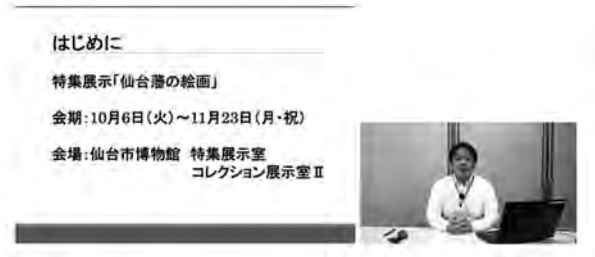 はじめに
特集展示「仙台藩の絵画」
会期:10月6日(火)～11月23日(月・祝)
会場:仙台市博物館 特集展示室
コレクション展示室Ⅱ